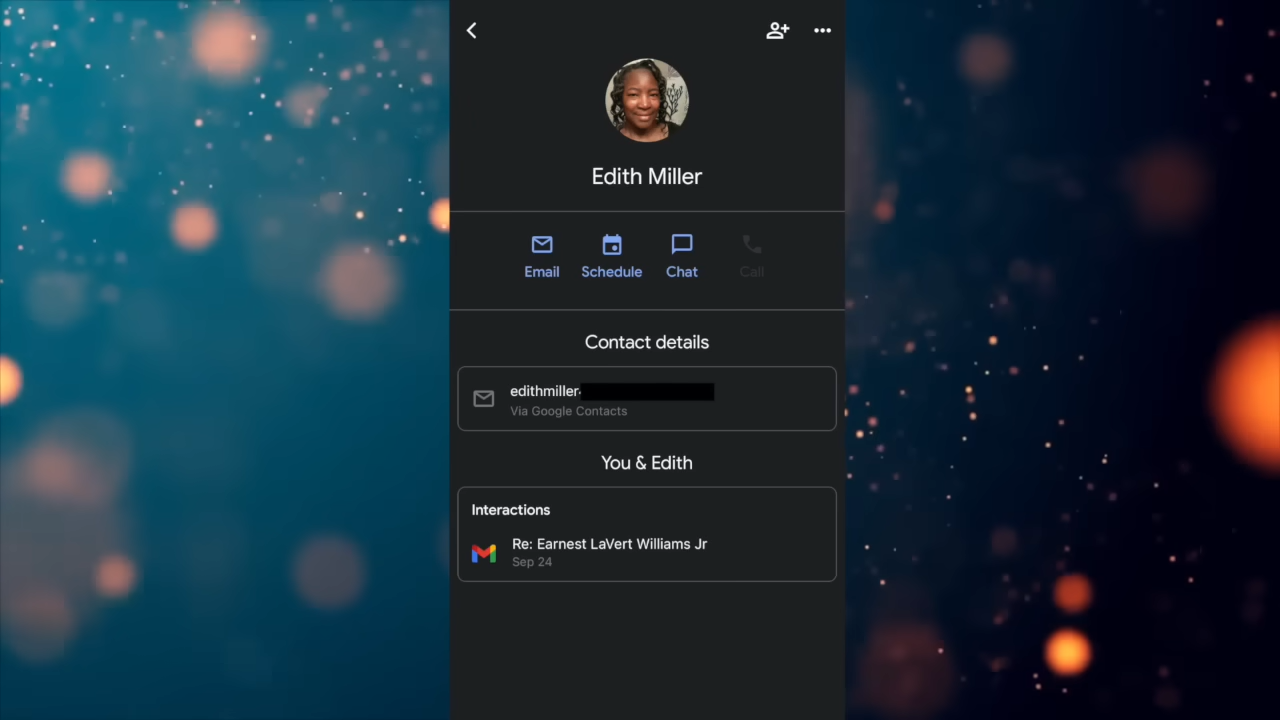 Edith Miller
Email Schedule Chat Call
Contact details
edithmiller
Via Google Contacts
You & Edith
Interactions
Re: Earnest LaVert Williams Jr
Sep 24